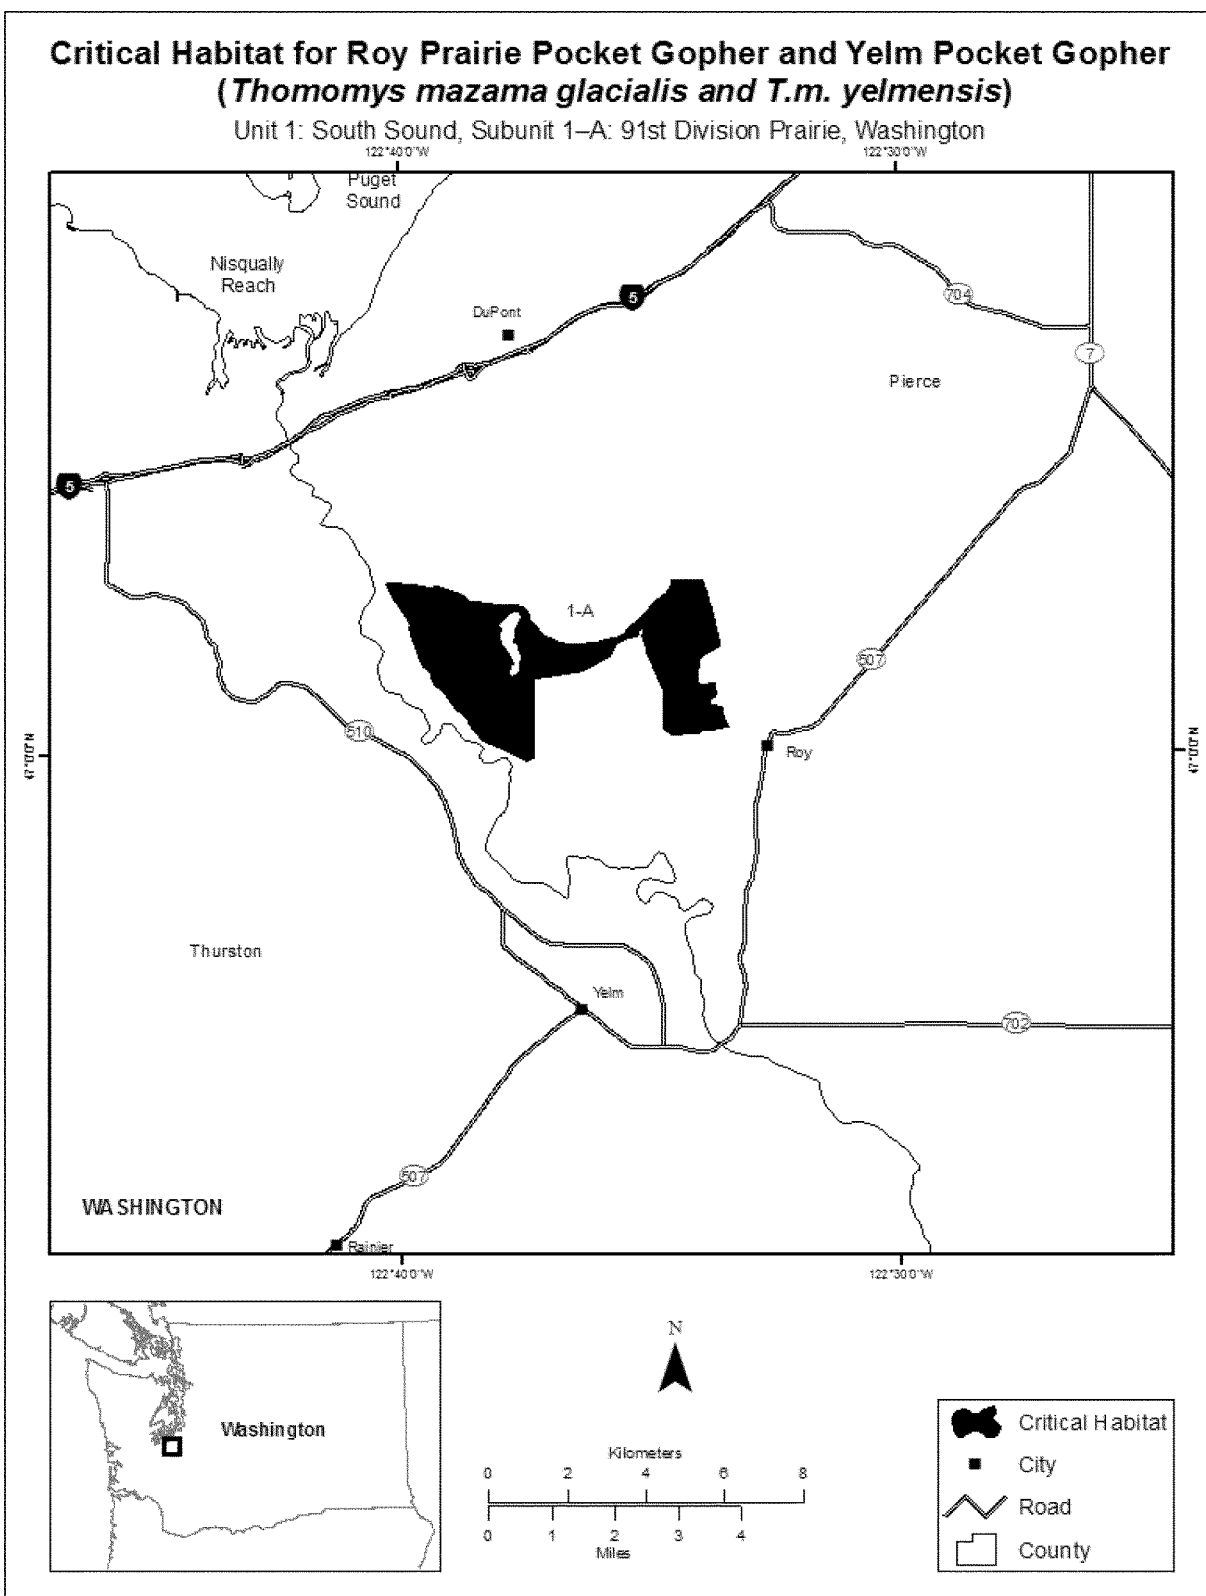 Critical Habitat for Roy Prairie Pocket Gopher and Yelm Pocket Gopher
(Thomomys mazama glacialis and T.m. yelmensis)
Unit 1: South Sound, Subunit 1–A: 91st Division Prairie, Washington
122°40'0"W
122°30'0"W
Puget
Sound
Nisqually
Reach
5
704
DuPont
7
Pierce
5
1-A
507
510
Roy
47°0'0"N
47°0'0"N
Thurston
Yelm
702
507
WASHINGTON
Rainier
122°40'0"W
122°30'0"W
N
Washington
Kilometers
0 2 4 6 8
0 1 2 3 4
Miles
Critical Habitat
City
Road
County